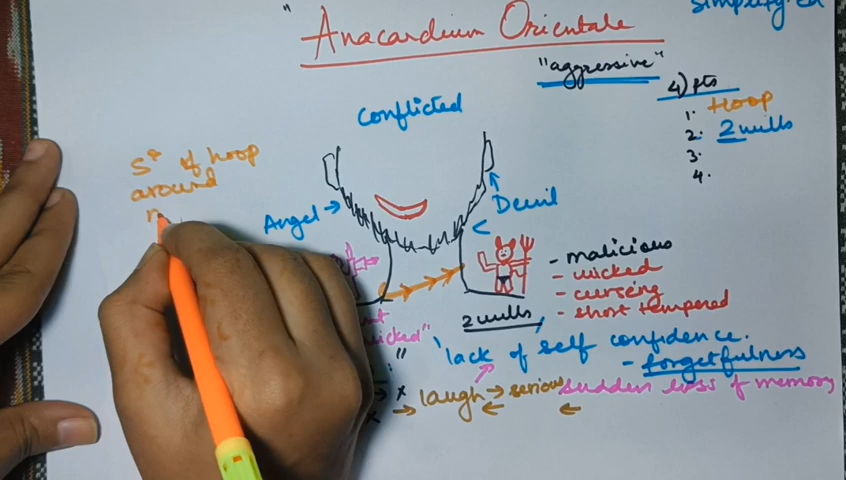 simplified
" Anacardium Orientale
"aggressive"
4) pts
1. Hoop
2. 2 wills
3.
4.
Conflicted
S* of hoop
around
Angel →
Devil
- malicious
- wicked
- cursing
- short tempered
2 wills,
" 'lack of self confidence.
- forgetfulness
x → laugh → serious
sudden loss of memory